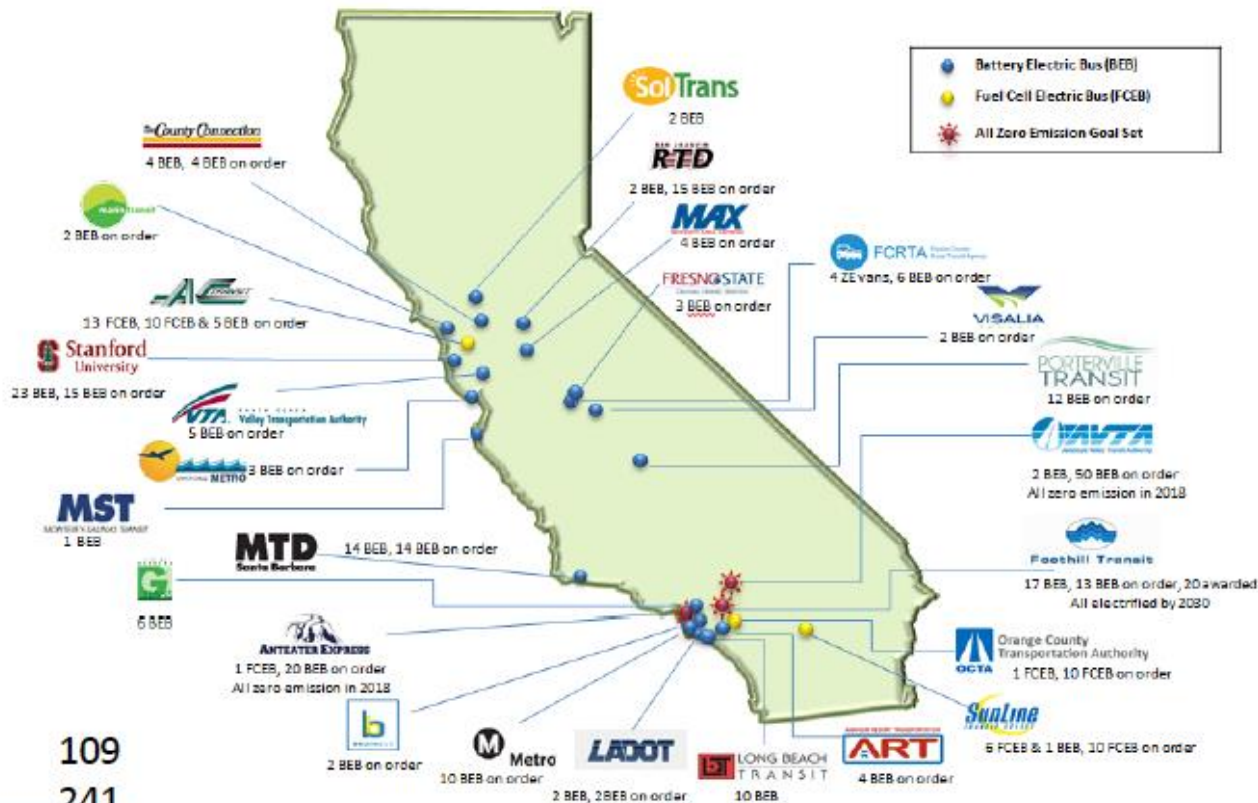 Battery Electric Bus (BEB)
Fuel Cell Electric Bus (FCEB)
All Zero Emission Goal Set
SolTrans
2 BEB
The County Connection
4 BEB, 4 BEB on order
RTD
2 BEB, 15 BEB on order
marin transit
2 BEB on order
MAX
4 BEB on order
FCRTA
4 ZEvans, 6 BEB on order
FRESNO STATE
3 BEB on order
AC TRANSIT
13 FCEB, 10 FCEB & 5 BEB on order
VISALIA
2 BEB on order
Stanford
University
23 BEB, 15 BEB on order
PORTERVILLE
TRANSIT
12 BEB on order
VTA
Valley Transportation Authority
5 BEB on order
AVTA
2 BEB, 50 BEB on order
All zero emission in 2018
METRO
3 BEB on order
MST
MONTEREY-SALINAS TRANSIT
1 BEB
MTD
Santa Barbara
14 BEB, 14 BEB on order
Foothill Transit
17 BEB, 13 BEB on order, 20 awarded
All electrified by 2030
G
6 BEB
ANTEATER EXPRESS
1 FCEB, 20 BEB on order
All zero emission in 2018
OCTA
Orange County
Transportation Authority
1 FCEB, 10 FCEB on order
SunLine
6 FCEB & 1 BEB, 10 FCEB on order
b
2 BEB on order
M
Metro
10 BEB on order
LADOT
2 BEB, 2BEB on order
LONG BEACH
TRANSIT
10 BEB
ART
4 BEB on order
109
241